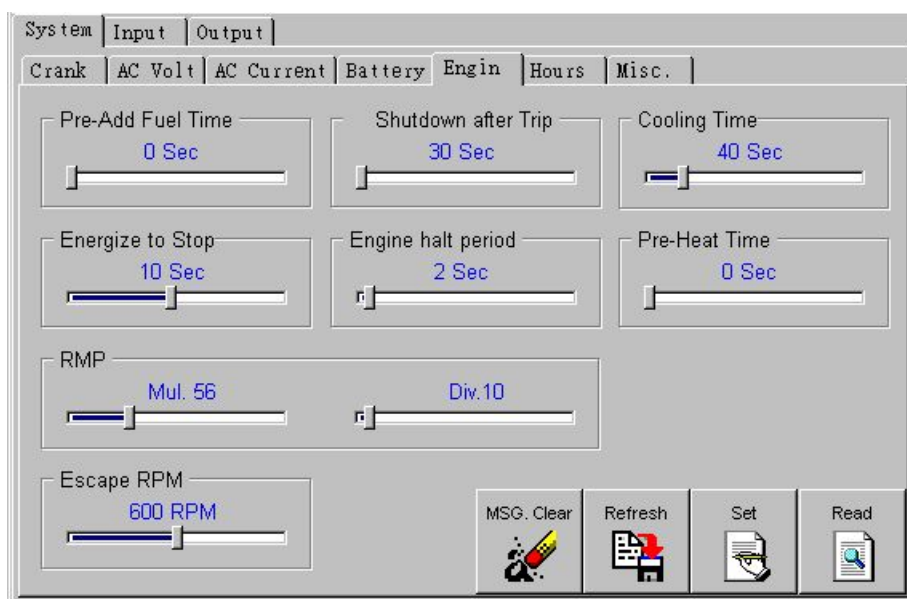 System Input Output
Crank AC Volt AC Current Battery Engin Hours Misc.
Pre-Add Fuel Time Shutdown after Trip Cooling Time
0 Sec 30 Sec 40 Sec
Energize to Stop Engine halt period Pre-Heat Time
10 Sec 2 Sec 0 Sec
RMP
Mul. 56 Div.10
Escape RPM
600 RPM
MSG. Clear Refresh Set Read